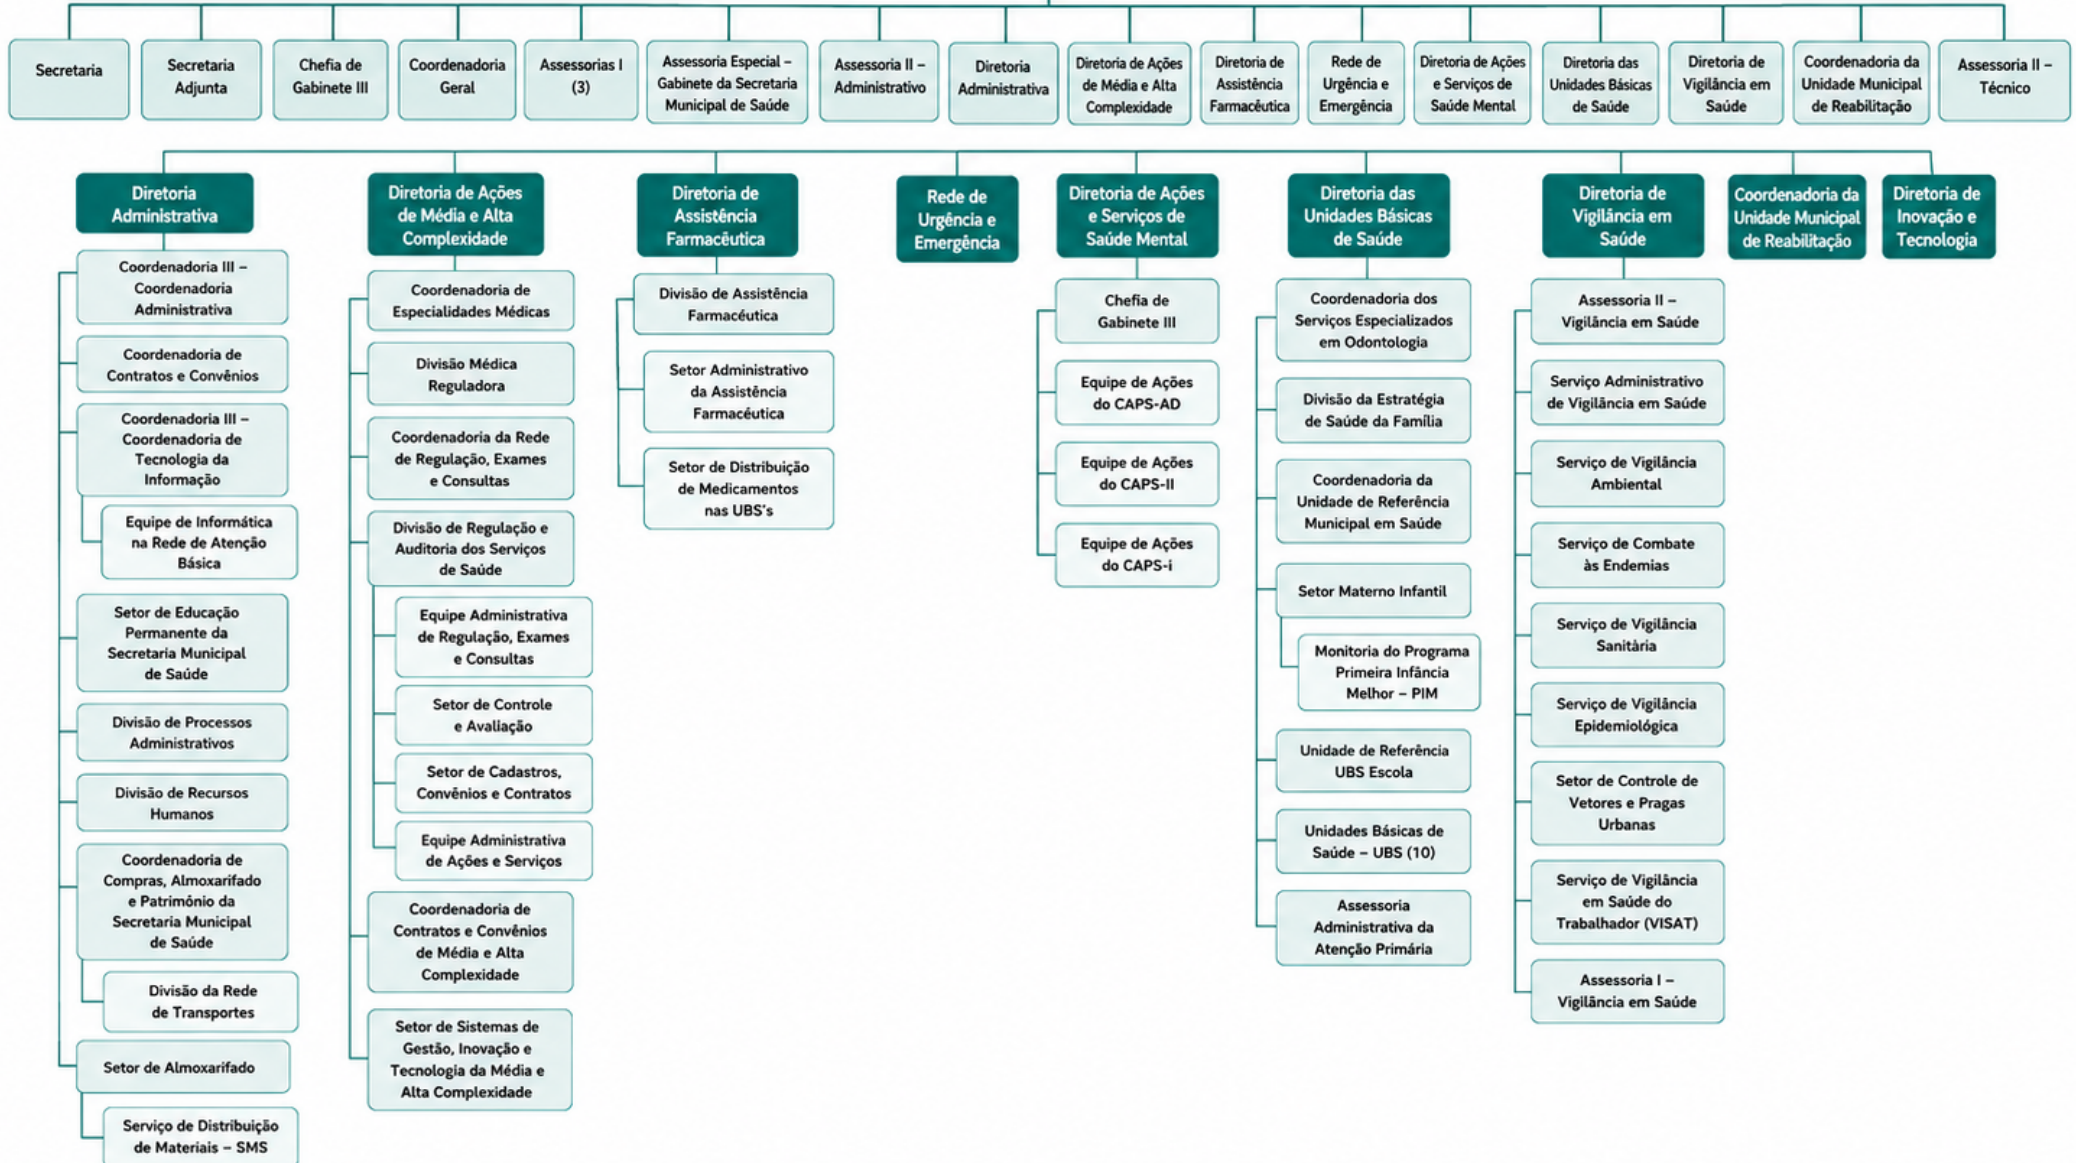 Secretaria
Secretaria
Adjunta
Chefia de
Gabinete III
Coordenadoria
Geral
Assessorias I
(3)
Assessoria Especial –
Gabinete da Secretaria
Municipal de Saúde
Assessoria II –
Administrativo
Diretoria
Administrativa
Diretoria de Ações
de Média e Alta
Complexidade
Diretoria de
Assistência
Farmacêutica
Rede de
Urgência e
Emergência
Diretoria de Ações
e Serviços de
Saúde Mental
Diretoria das
Unidades Básicas
de Saúde
Diretoria de
Vigilância em
Saúde
Coordenadoria da
Unidade Municipal
de Reabilitação
Assessoria II –
Técnico
Diretoria
Administrativa
Coordenadoria III –
Coordenadoria
Administrativa
Coordenadoria de
Contratos e Convênios
Coordenadoria III –
Coordenadoria de
Tecnologia da
Informação
Equipe de Informática
na Rede de Atenção
Básica
Setor de Educação
Permanente da
Secretaria Municipal
de Saúde
Divisão de Processos
Administrativos
Divisão de Recursos
Humanos
Coordenadoria de
Compras, Almoxarifado
e Patrimônio da
Secretaria Municipal
de Saúde
Divisão da Rede
de Transportes
Setor de Almoxarifado
Serviço de Distribuição
de Materiais – SMS
Diretoria de Ações
de Média e Alta
Complexidade
Coordenadoria de
Especialidades Médicas
Divisão Médica
Reguladora
Coordenadoria da Rede
de Regulação, Exames
e Consultas
Divisão de Regulação e
Auditoria dos Serviços
de Saúde
Equipe Administrativa
de Regulação, Exames
e Consultas
Setor de Controle
e Avaliação
Setor de Cadastros,
Convênios e Contratos
Equipe Administrativa
de Ações e Serviços
Coordenadoria de
Contratos e Convênios
de Média e Alta
Complexidade
Setor de Sistemas de
Gestão, Inovação e
Tecnologia da Média e
Alta Complexidade
Diretoria de
Assistência
Farmacêutica
Divisão de Assistência
Farmacéutica
Setor Administrativo
da Assistência
Farmacéutica
Setor de Distribuição
de Medicamentos
nas UBS's
Rede de
Urgência e
Emergência
Diretoria de Ações
e Serviços de
Saúde Mental
Chefia de
Gabinete III
Equipe de Ações
do CAPS-AD
Equipe de Ações
do CAPS-II
Equipe de Ações
do CAPS-i
Diretoria das
Unidades Básicas
de Saúde
Coordenadoria dos
Serviços Especializados
em Odontologia
Divisão da Estratégia
de Saúde da Família
Coordenadoria da
Unidade de Referência
Municipal em Saúde
Setor Materno Infantil
Monitoria do Programa
Primeira Infância
Melhor – PIM
Unidade de Referência
UBS Escola
Unidades Básicas de
Saúde – UBS (10)
Assessoria
Administrativa da
Atenção Primária
Diretoria de
Vigilância em
Saúde
Assessoria II –
Vigilância em Saúde
Serviço Administrativo
de Vigilância em Saúde
Serviço de Vigilância
Ambiental
Serviço de Combate
às Endemias
Serviço de Vigilância
Sanitária
Serviço de Vigilância
Epidemiológica
Setor de Controle de
Vetores e Pragas
Urbanas
Serviço de Vigilância
em Saúde do
Trabalhador (VISAT)
Assessoria I –
Vigilância em Saúde
Coordenadoria da
Unidade Municipal
de Reabilitação
Diretoria de
Inovação e
Tecnologia